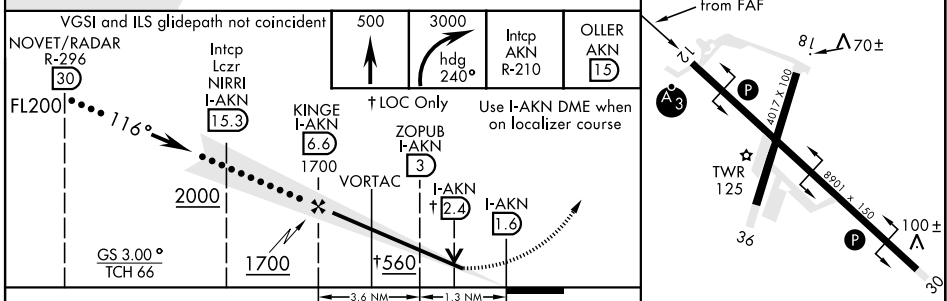 VGSI and ILS glidepath not coincident
NOVET/RADAR
R-296
30
FL200
116°
Intcp
Lczr
NIRRI
I-AKN
15.3
2000
KINGE
I-AKN
6.6
1700
1700
VORTAC
500
3000
hdg
240°
Intcp
AKN
R-210
OLLER
AKN
15
†LOC Only
Use I-AKN DME when
on localizer course
ZOPUB
I-AKN
3
I-AKN
†2.4
I-AKN
1.6
†560
GS 3.00°
TCH 66
3.6 NM
1.3 NM
from FAF
12
A3
P
18
70±
4017 X 100
TWR
125
8901 x 150
36
P
100±
30